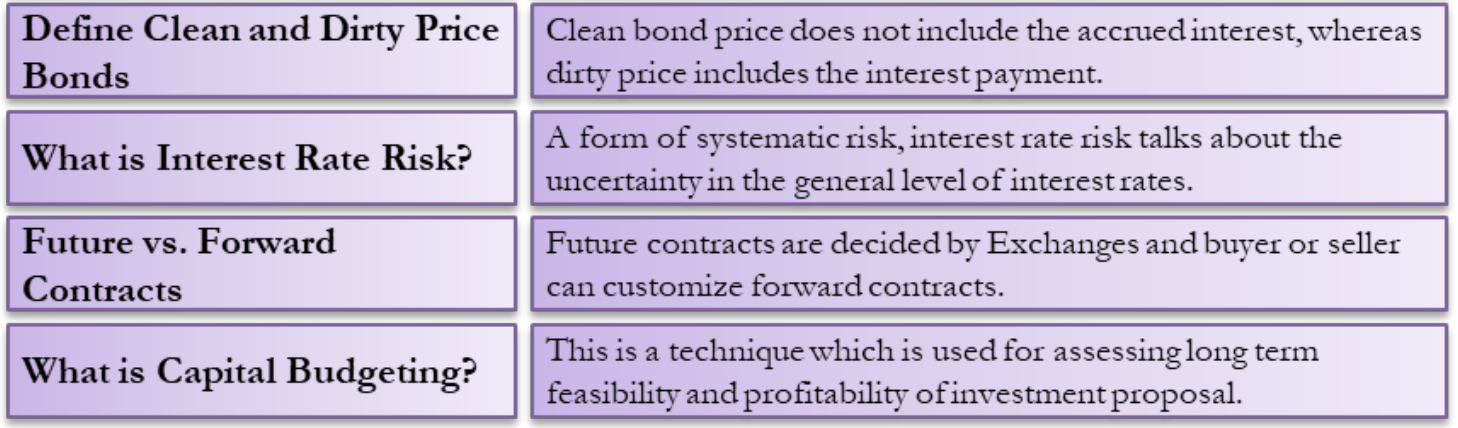 Define Clean and Dirty Price
Bonds
Clean bond price does not include the accrued interest, whereas
dirty price includes the interest payment.
What is Interest Rate Risk?
A form of systematic risk, interest rate risk talks about the
uncertainty in the general level of interest rates.
Future vs. Forward
Contracts
Future contracts are decided by Exchanges and buyer or seller
can customize forward contracts.
What is Capital Budgeting?
This is a technique which is used for assessing long term
feasibility and profitability of investment proposal.